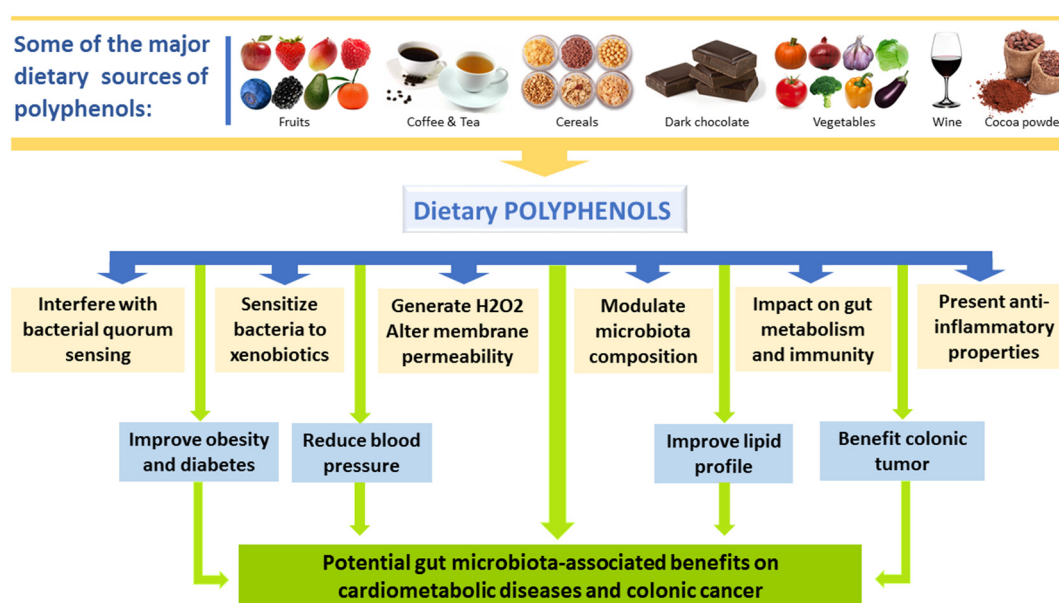 Some of the major
dietary sources of
polyphenols:
Fruits
Coffee & Tea
Cereals
Dark chocolate
Vegetables
Wine
Cocoa powde
Dietary POLYPHENOLS
Interfere with
bacterial quorum
sensing
Sensitize
bacteria to
xenobiotics
Generate H2O2
Alter membrane
permeability
Modulate
microbiota
composition
Impact on gut
metabolism
and immunity
Present anti-
inflammatory
properties
Improve obesity
and diabetes
Reduce blood
pressure
Improve lipid
profile
Benefit colonic
tumor
Potential gut microbiota-associated benefits on
cardiometabolic diseases and colonic cancer